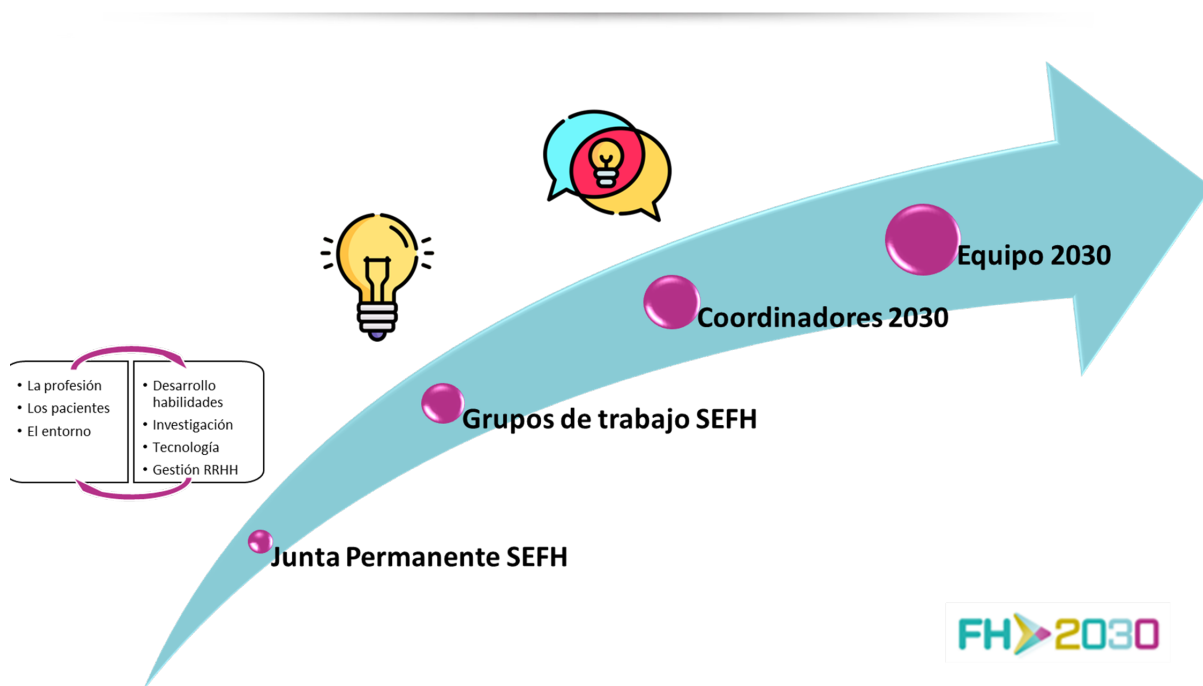 • La profesión
• Los pacientes
• El entorno
• Desarrollo
habilidades
• Investigación
• Tecnología
• Gestión RRHH
Equipo 2030
Coordinadores 2030
Grupos de trabajo SEFH
Junta Permanente SEFH
FH 2030